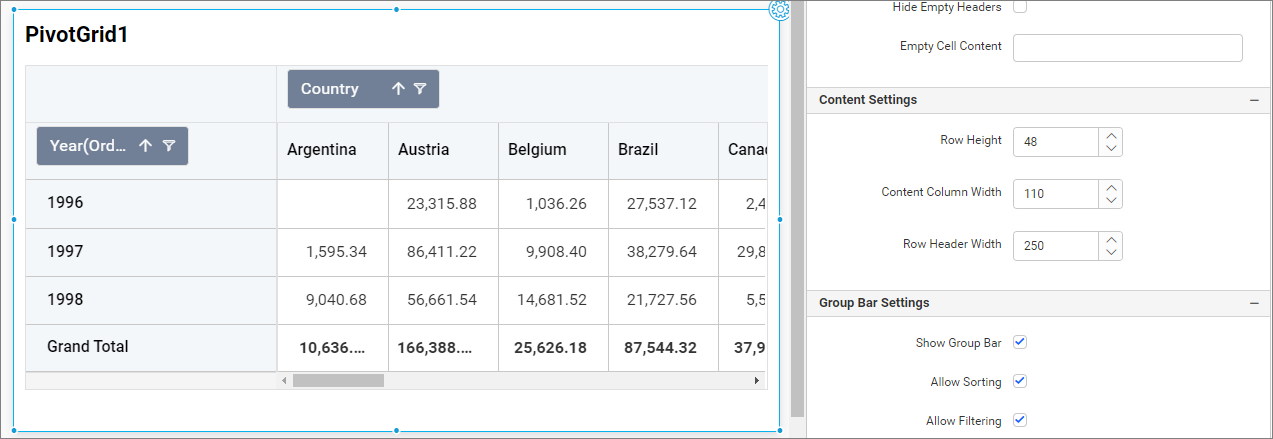 PivotGrid1
Country
Year(Ord...
Argentina Austria Belgium Brazil Cana
1996 23,315.88 1,036.26 27,537.12 2,4
1997 1,595.34 86,411.22 9,908.40 38,279.64 29,8
1998 9,040.68 56,661.54 14,681.52 21,727.56 5,5
Grand Total 10,636.... 166,388.... 25,626.18 87,544.32 37,9
Hide Empty Headers
Empty Cell Content
Content Settings
Row Height 48
Content Column Width 110
Row Header Width 250
Group Bar Settings
Show Group Bar
Allow Sorting
Allow Filtering